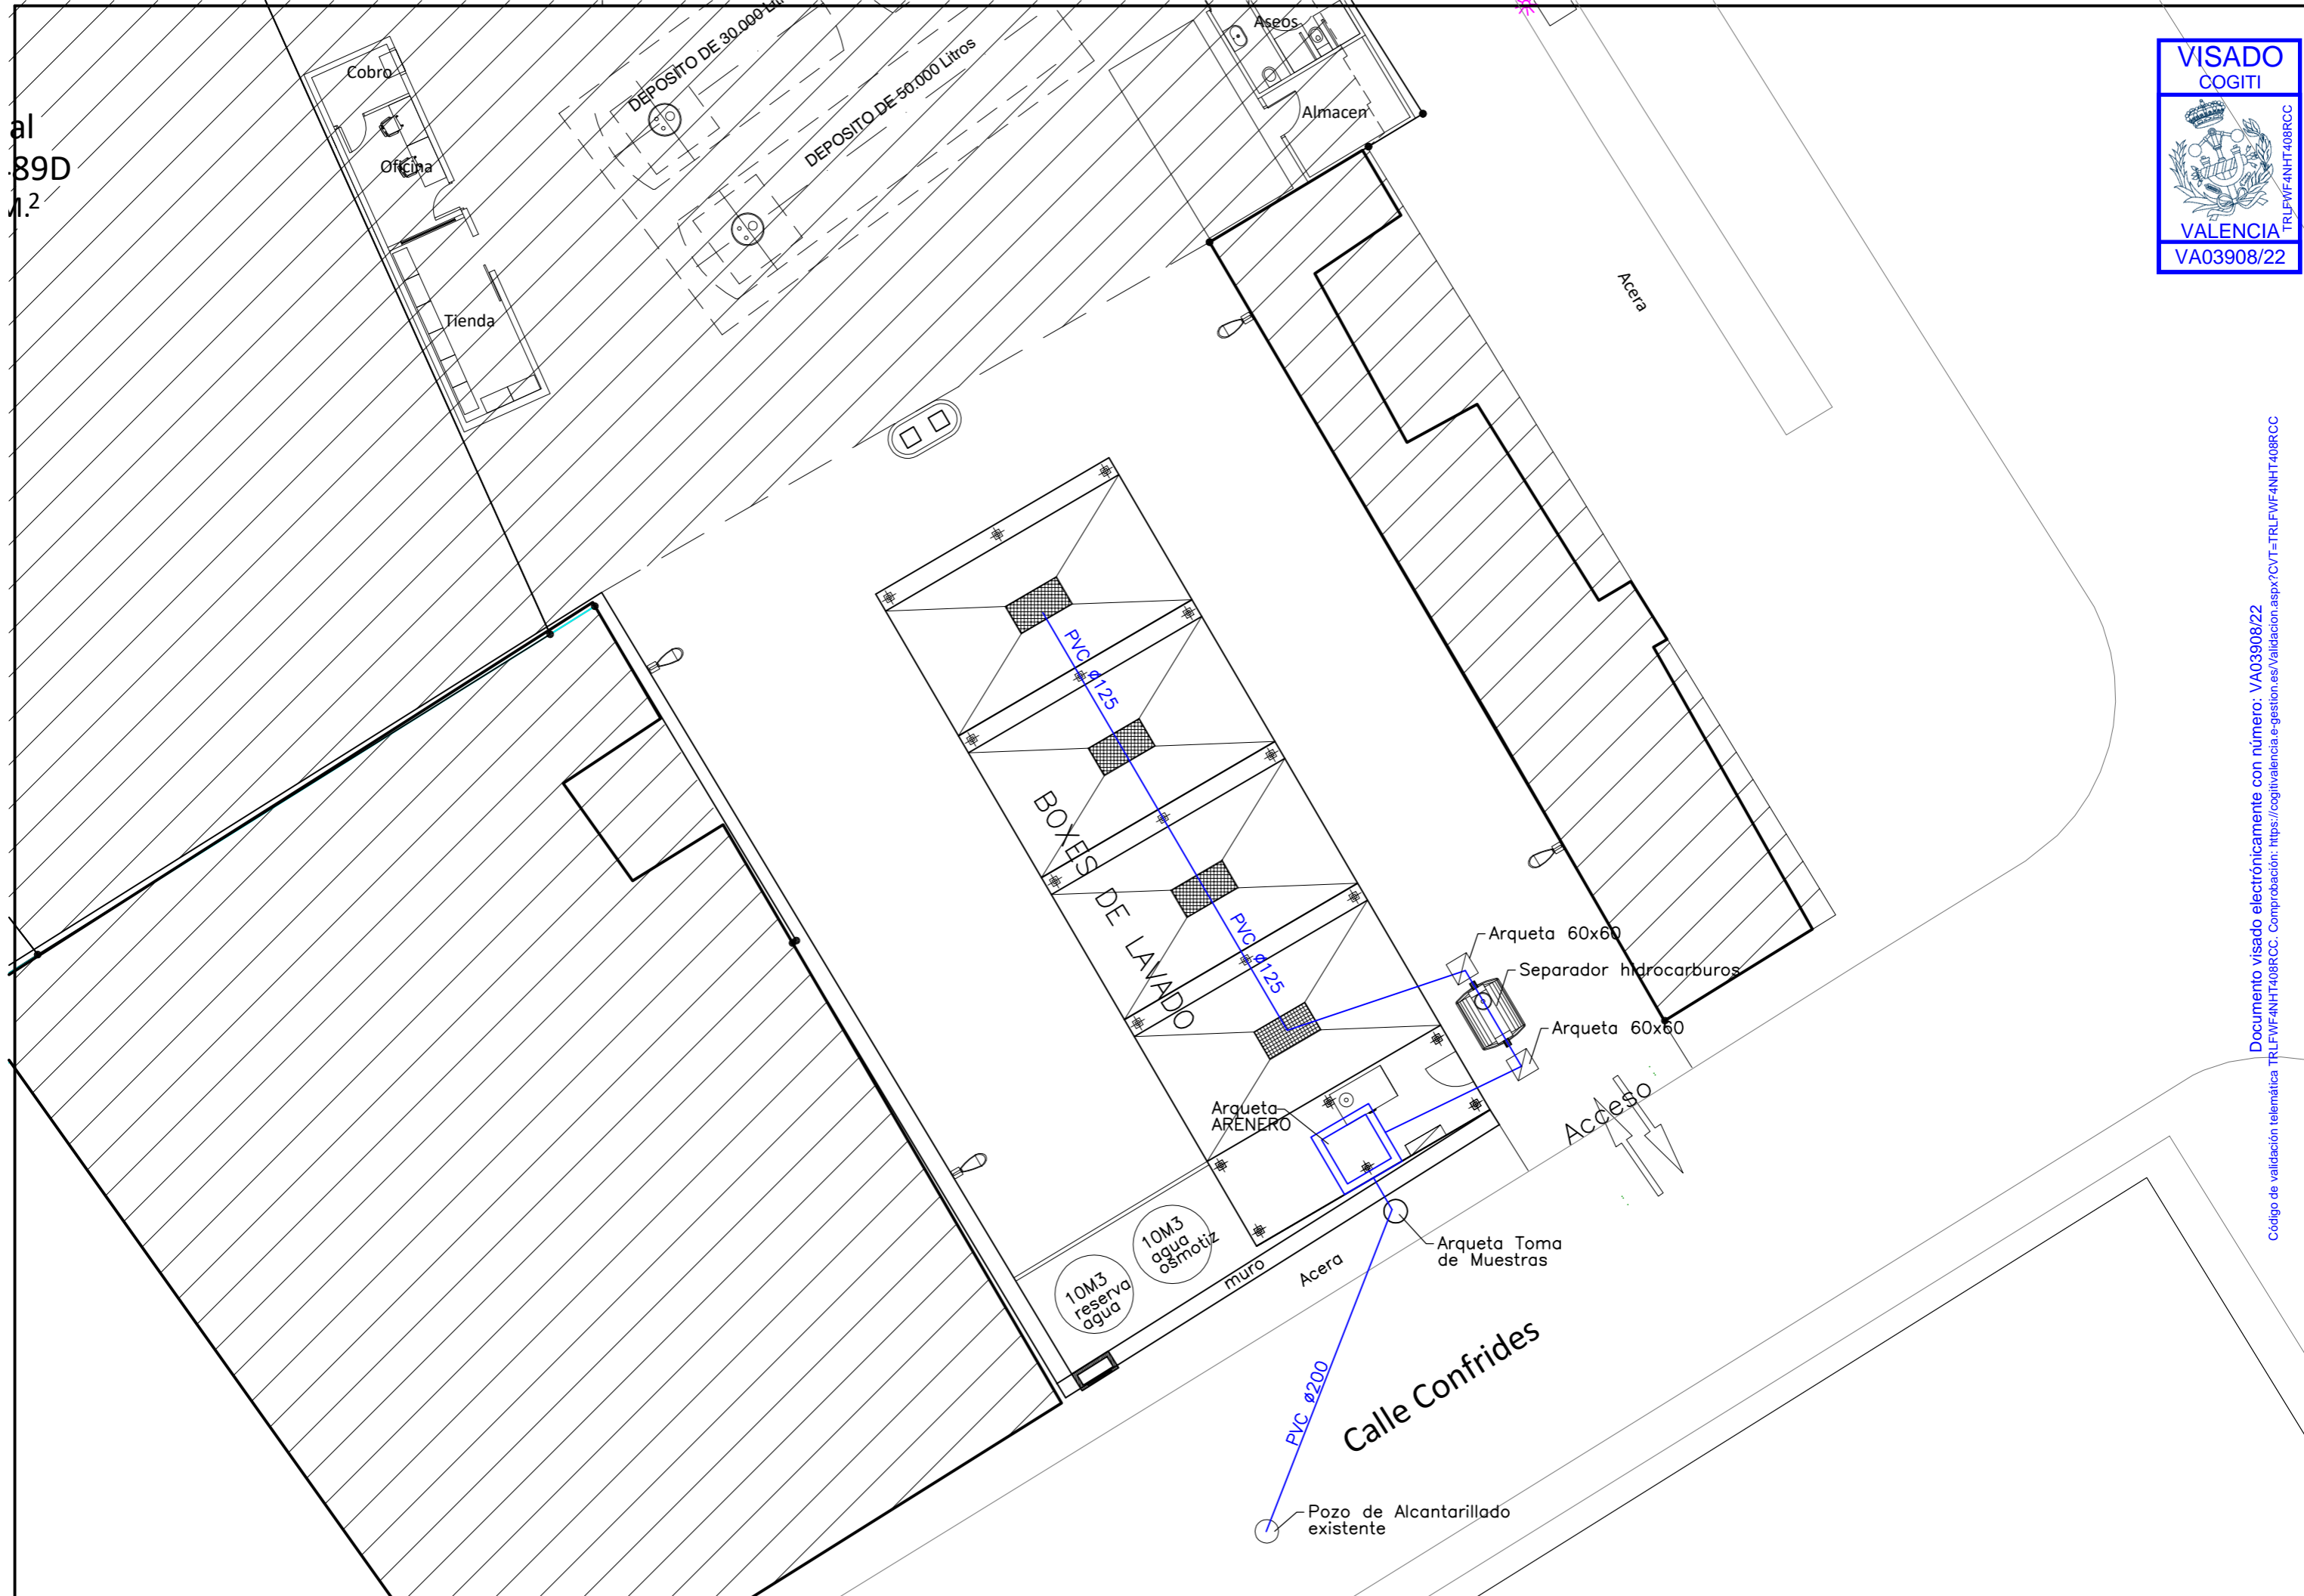 al
89D
M.²
Cobro
Oficina
Tienda
DEPOSITO DE 30.000 Lit
DEPOSITO DE 50.000 Litros
Aseos
Almacen
Acera
VISADO
COGITI
TRLFWF4NHT408RCC
VALENCIA
VA03908/22
PVC ø125
BOXES DE LAVADO
PVC ø125
Arqueta 60x60
Separador hidrocarburos
Arqueta 60x60
Acceso
Arqueta
ARENERO
10M3
agua
osmotiz
10M3
reserva
agua
muro
Acera
Arqueta Toma
de Muestras
Calle Confrides
PVC ø200
Pozo de Alcantarillado
existente
Documento visado electrónicamente con número: VA03908/22
Código de validación telemática TRLFWF4NHT408RCC. Comprobación: https://cogitivalencia.e-gestion.es/Validacion.aspx?CVT=TRLFWF4NHT408RCC